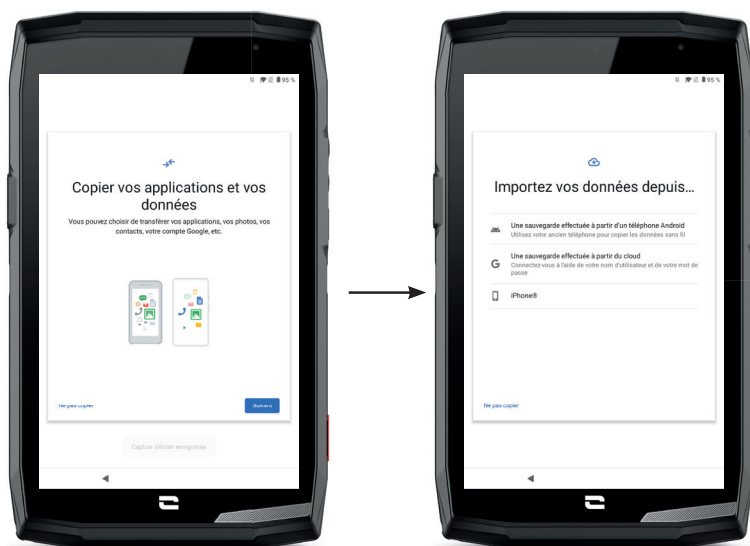 95 %
Copier vos applications et vos
données
Vous pouvez choisir de transférer vos applications, vos photos, vos
contacts, votre compte Google, etc.
Ne pas copier
Suivant
Capture d'écran enregistrée
95 %
Importez vos données depuis...
Une sauvegarde effectuée à partir d'un téléphone Android
Utilisez votre ancien téléphone pour copier les données sans fil
G
Une sauvegarde effectuée à partir du cloud
Connectez-vous à l'aide de votre nom d'utilisateur et de votre mot de
passe
iPhone®
Ne pas copier